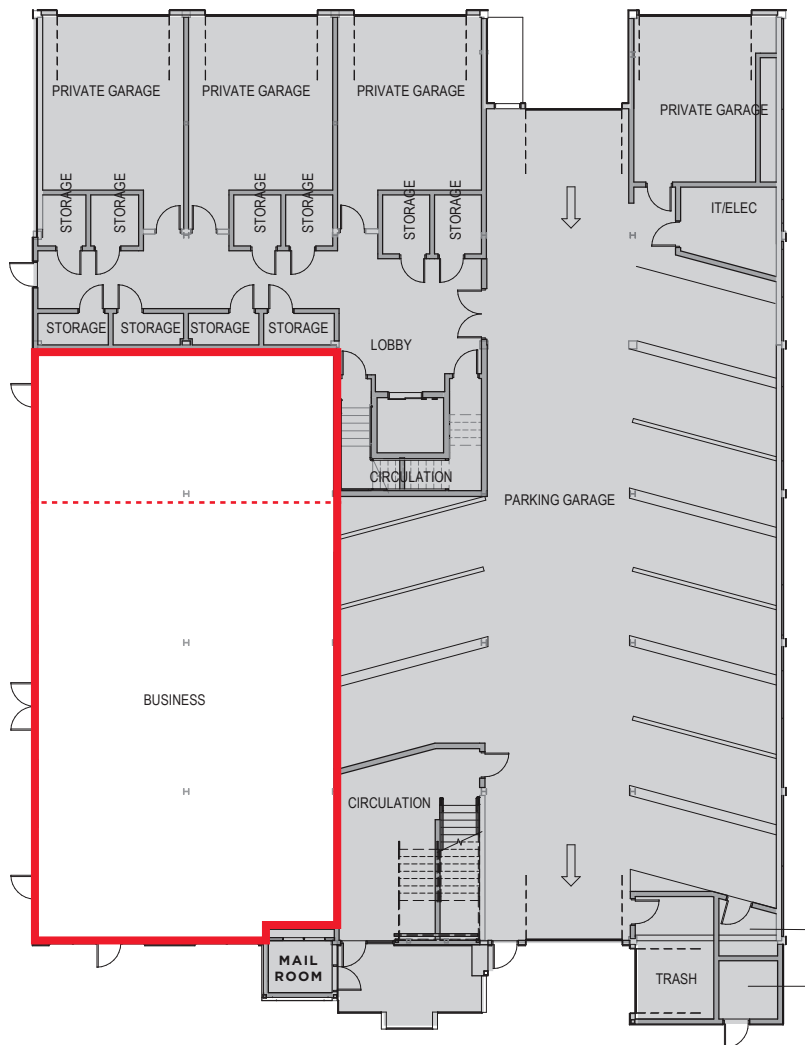 PRIVATE GARAGE
PRIVATE GARAGE
PRIVATE GARAGE
PRIVATE GARAGE
STORAGE
STORAGE
STORAGE
STORAGE
STORAGE
STORAGE
IT/ELEC
STORAGE
STORAGE
STORAGE
STORAGE
LOBBY
CIRCULATION
PARKING GARAGE
BUSINESS
CIRCULATION
MAIL
ROOM
TRASH